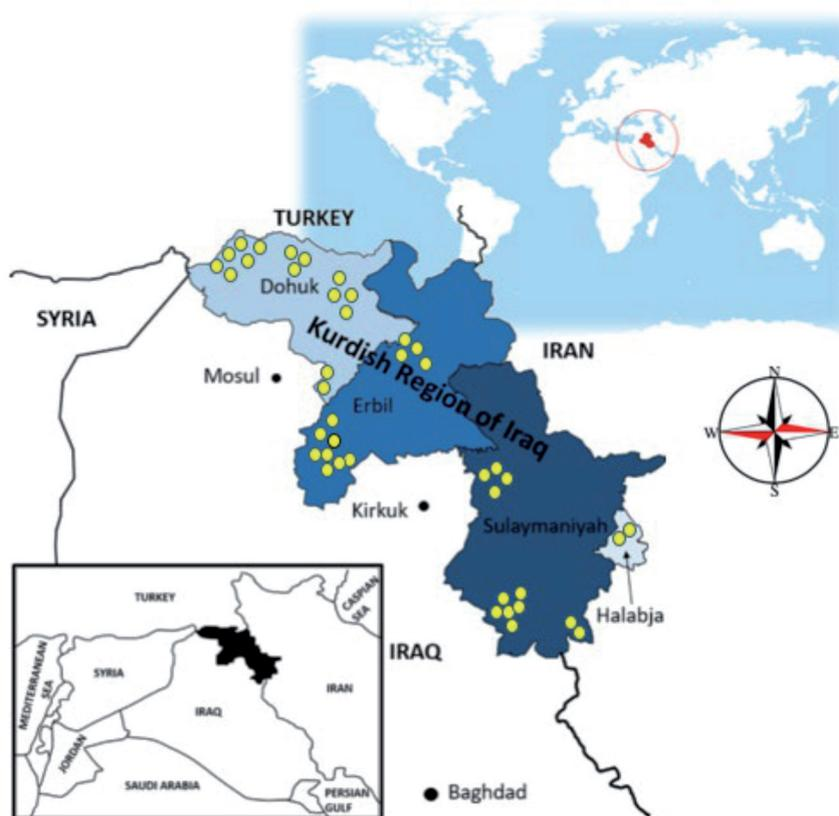 TURKEY
SYRIA
Dohuk
IRAN
Mosul
Kurdish Region of Iraq
Erbil
N
W
E
S
Kirkuk
Sulaymaniyah
Halabja
IRAQ
Baghdad
TURKEY
CASPIAN
SEA
MEDITERRANEAN
SEA
SYRIA
IRAQ
IRAN
JORDAN
SAUDI ARABIA
PERSIAN
GULF